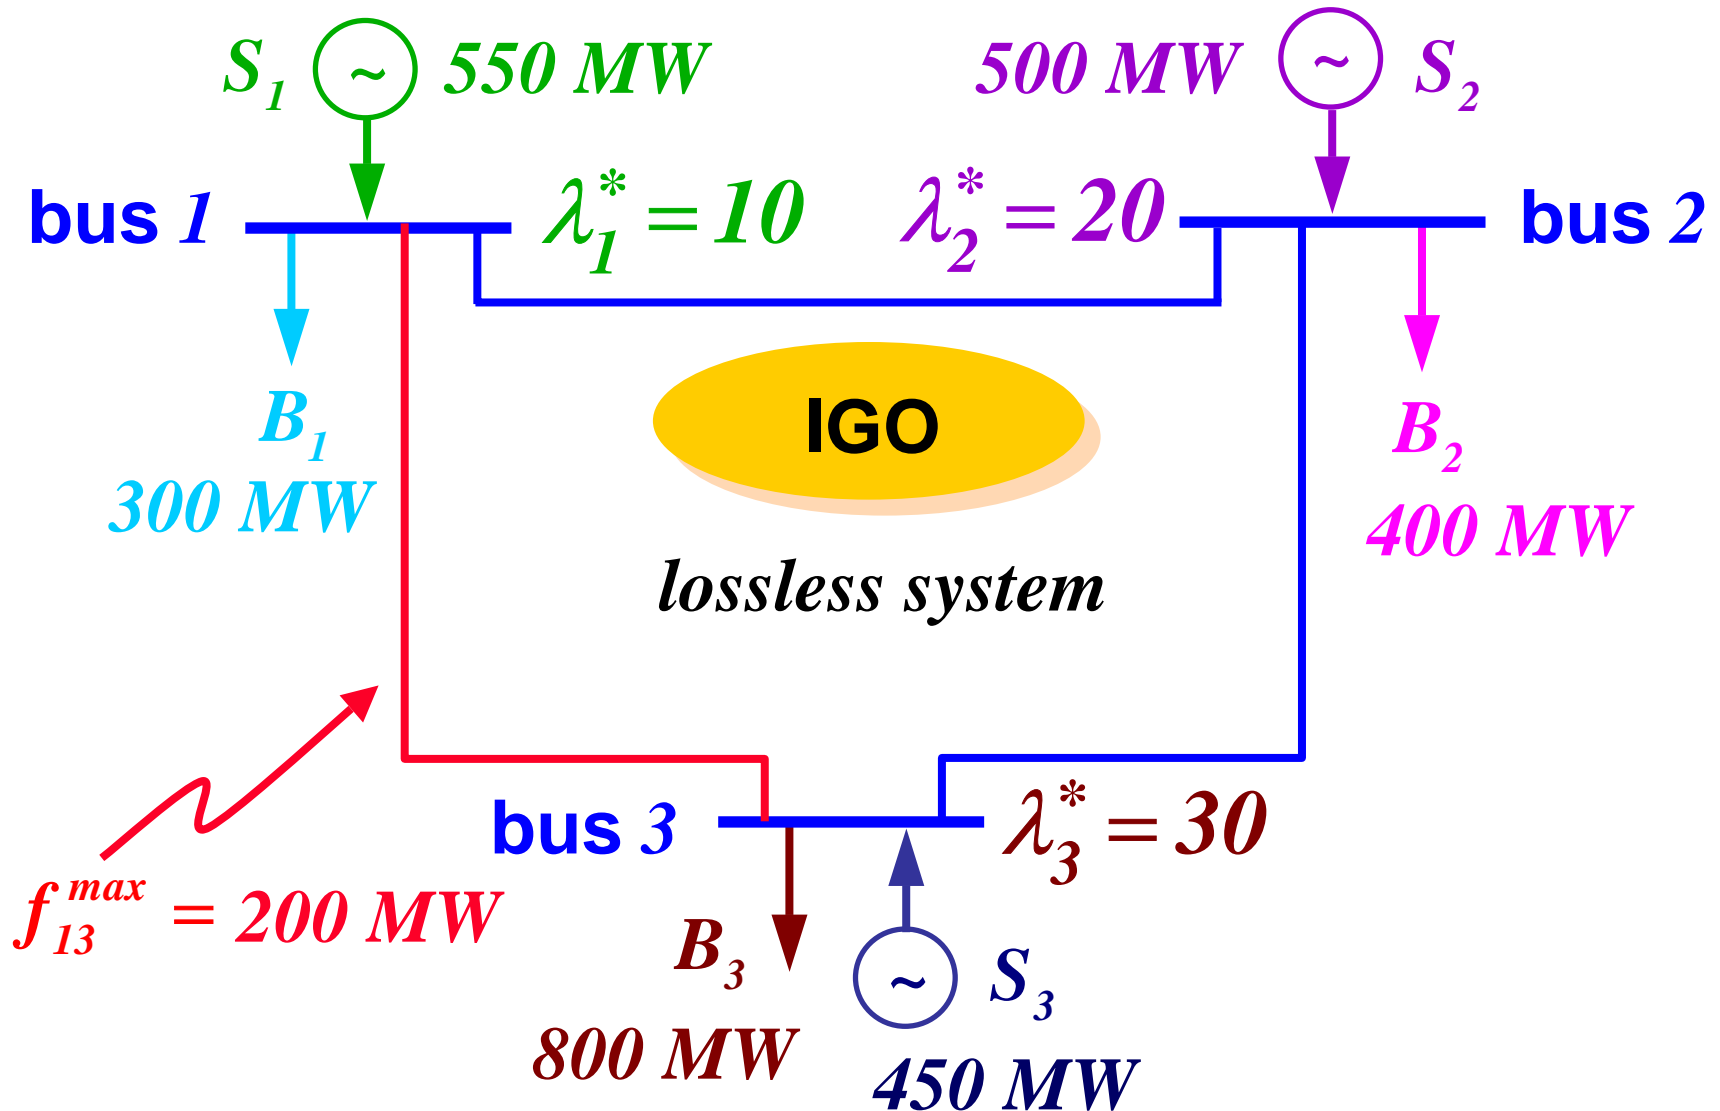 S₁ ~ 550 MW
500 MW ~ S₂
bus 1
λ₁* = 10
λ₂* = 20
bus 2
B₁
300 MW
IGO
B₂
400 MW
lossless system
bus 3
λ₃* = 30
f₁₃ᵐᵃˣ = 200 MW
B₃
800 MW
~ S₃
450 MW